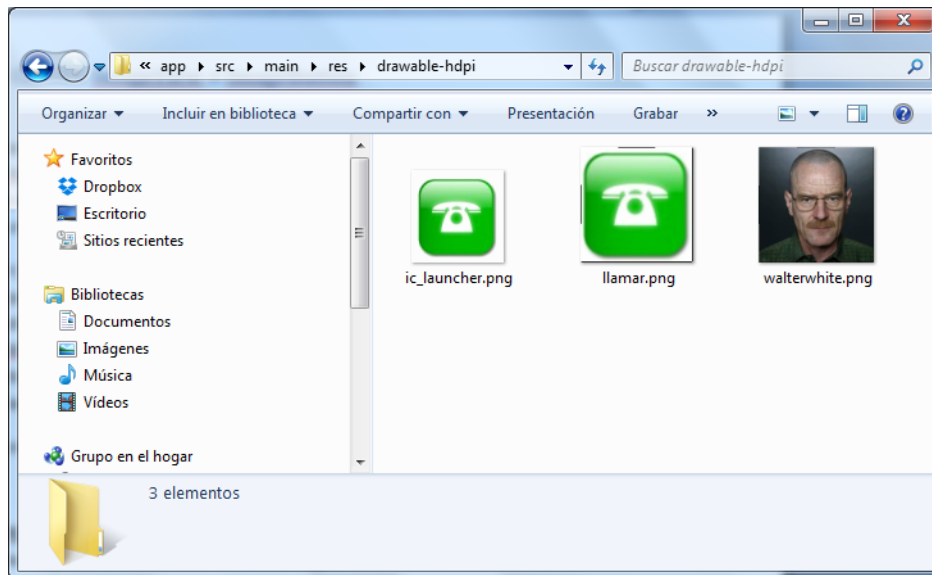 « app ▸ src ▸ main ▸ res ▸ drawable-hdpi
Buscar drawable-hdpi
Organizar
Incluir en biblioteca
Compartir con
Presentación
Grabar
»
Favoritos
Dropbox
Escritorio
Sitios recientes
Bibliotecas
Documentos
Imágenes
Música
Vídeos
Grupo en el hogar
ic_launcher.png
llamar.png
walterwhite.png
3 elementos